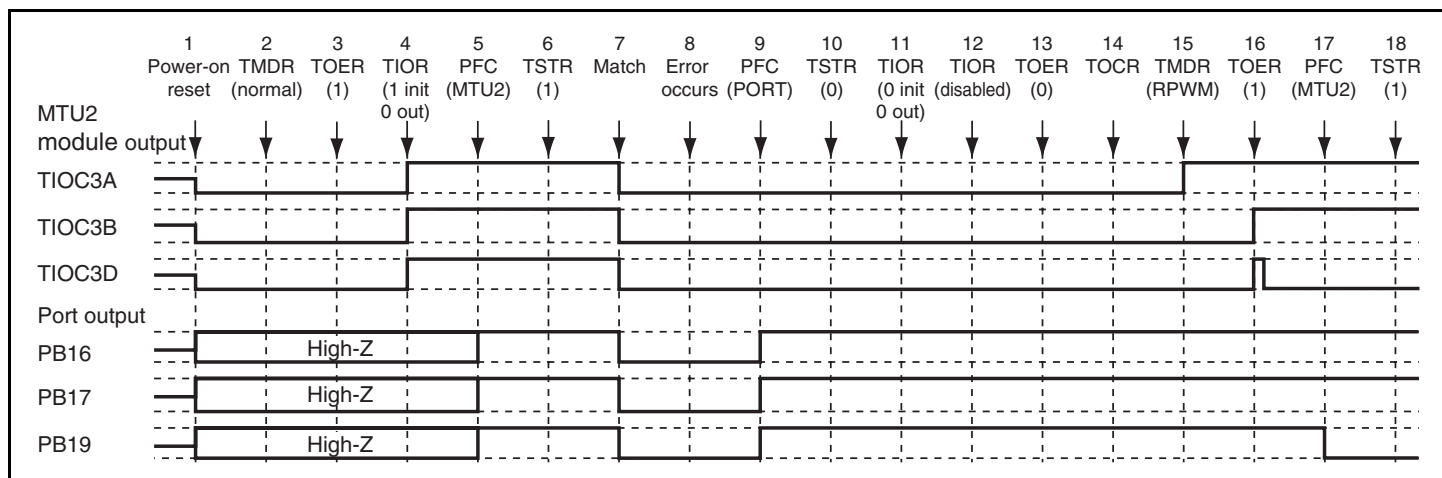 1 2 3 4 5 6 7 8 9 10 11 12 13 14 15 16 17 18
Power-on TMDR TOER TIOR PFC TSTR Match Error PFC TSTR TIOR TIOR TOER TOCR TMDR TOER PFC TSTR
reset (normal) (1) (1 init (MTU2) (1) occurs (PORT) (0) (0 init (disabled) (0) (RPWM) (1) (MTU2) (1)
0 out) 0 out)
MTU2
module output
TIOC3A
TIOC3B
TIOC3D
Port output
PB16 High-Z
PB17 High-Z
PB19 High-Z